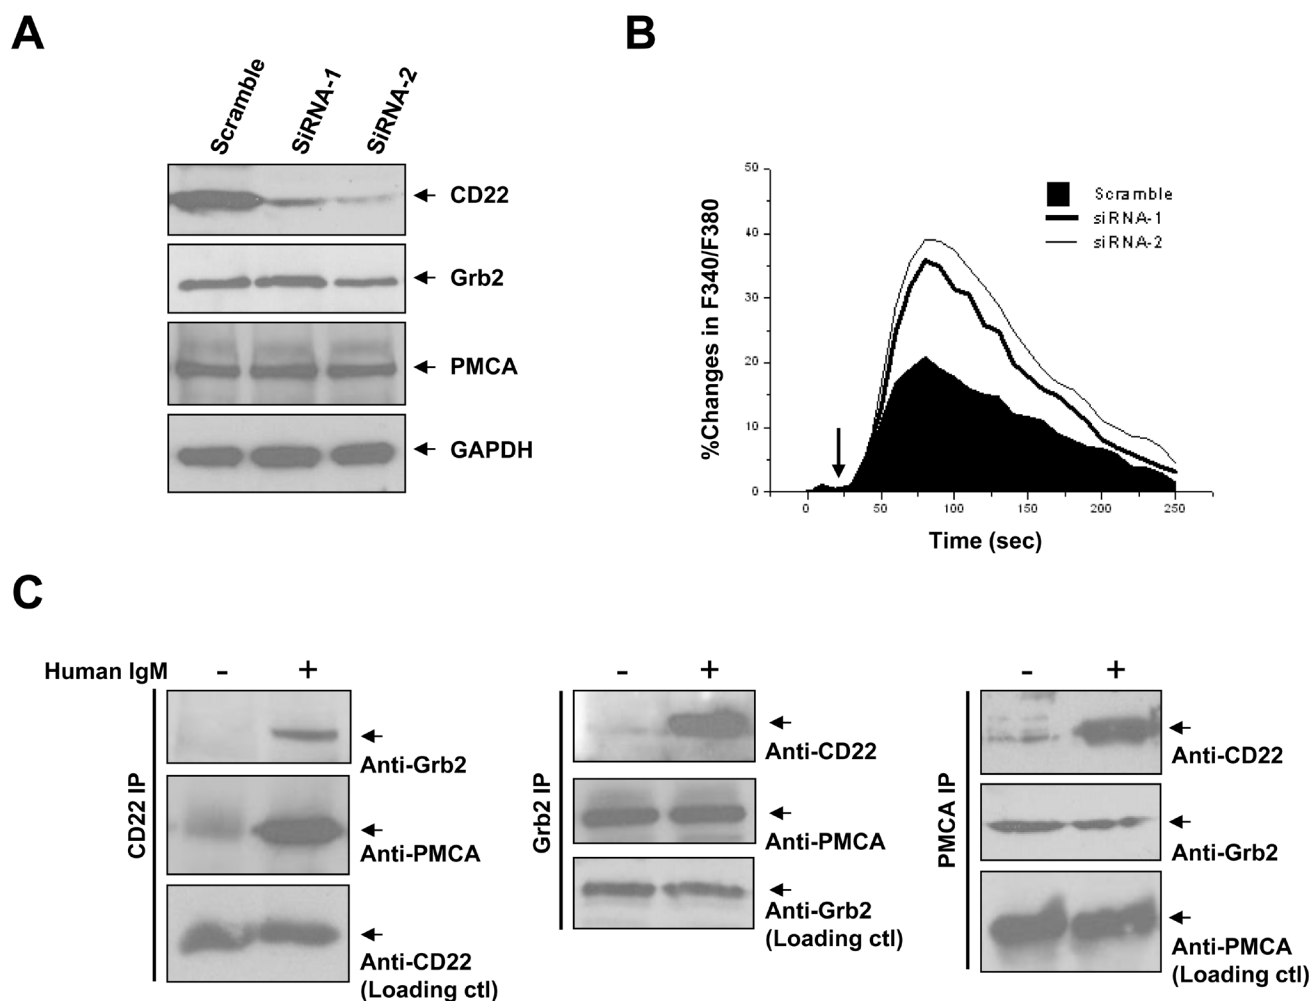 A
Scramble
SiRNA-1
SiRNA-2
CD22
Grb2
PMCA
GAPDH
B
%Changes in F340/F380
50
40
30
20
10
0
Scramble
siRNA-1
siRNA-2
0
50
100
150
200
250
Time (sec)
C
Human IgM - +
CD22 IP
Anti-Grb2
Anti-PMCA
Anti-CD22
(Loading ctl)
- +
Grb2 IP
Anti-CD22
Anti-PMCA
Anti-Grb2
(Loading ctl)
- +
PMCA IP
Anti-CD22
Anti-Grb2
Anti-PMCA
(Loading ctl)